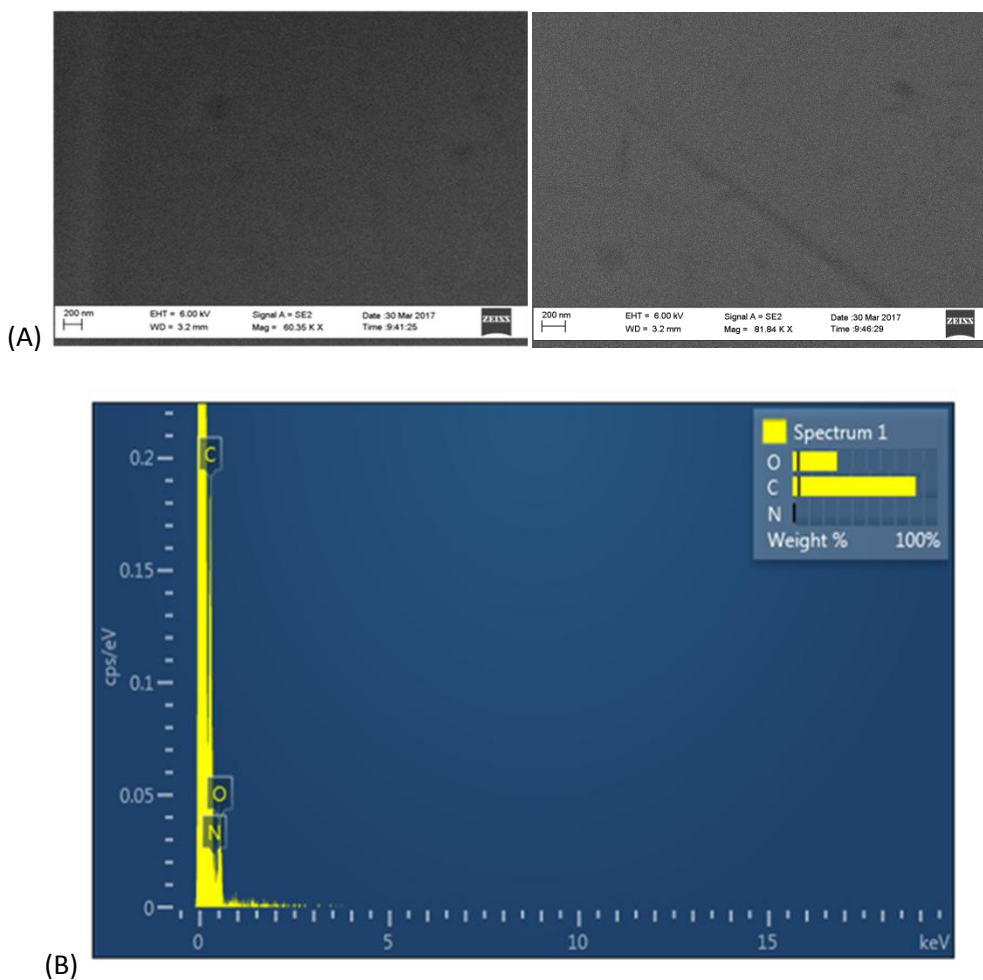 200 nm EHT = 6.00 kV Signal A = SE2 Date :30 Mar 2017 ZEISS
WD = 3.2 mm Mag = 60.35 K X Time :9:41:25
200 nm EHT = 6.00 kV Signal A = SE2 Date :30 Mar 2017 ZEISS
WD = 3.2 mm Mag = 81.84 K X Time :9:46:29
(A)
Spectrum 1
O
C
N
Weight % 100%
0.2
0.15
0.1
0.05
0
cps/eV
C
O
N
0 5 10 15 keV
(B)